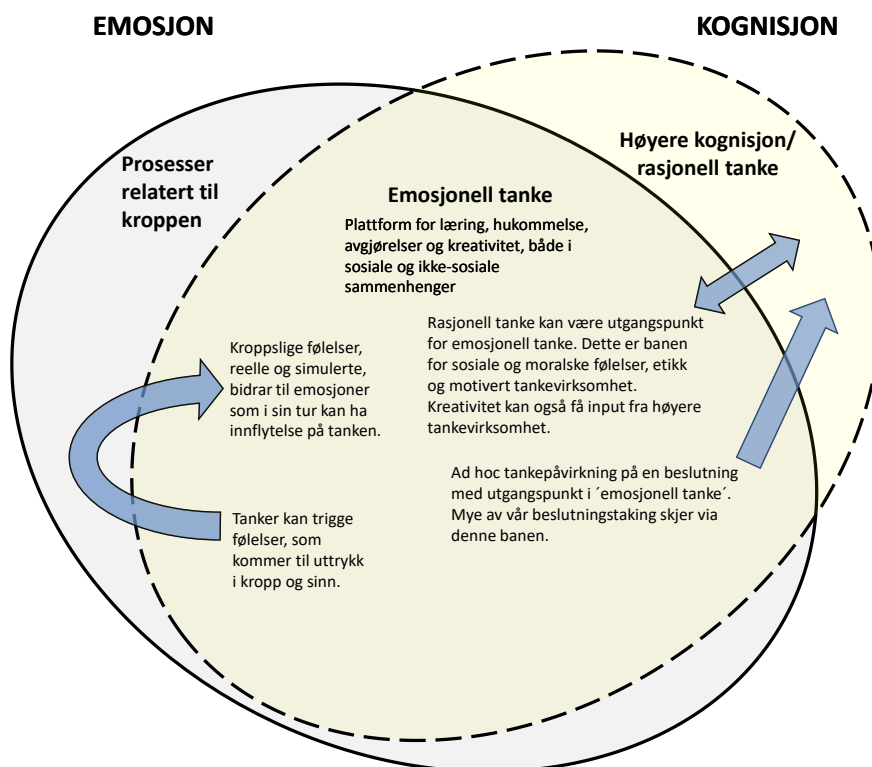 EMOSJON
KOGNISJON
Prosesser
relatert til
kroppen
Høyere kognisjon/
rasjonell tanke
Emosjonell tanke
Plattform for læring, hukommelse,
avgjørelser og kreativitet, både i
sosiale og ikke-sosiale
sammenhenger
Rasjonell tanke kan være utgangspunkt
for emosjonell tanke. Dette er banen
for sosiale og moralske følelser, etikk
og motivert tankevirksomhet.
Kreativitet kan også få input fra høyere
tankevirksomhet.
Kroppslige følelser,
reelle og simulerte,
bidrar til emosjoner
som i sin tur kan ha
innflytelse på tanken.
Ad hoc tankepåvirkning på en beslutning
med utgangspunkt i ´emosjonell tanke´.
Mye av vår beslutningstaking skjer via
denne banen.
Tanker kan trigge
følelser, som
kommer til uttrykk
i kropp og sinn.